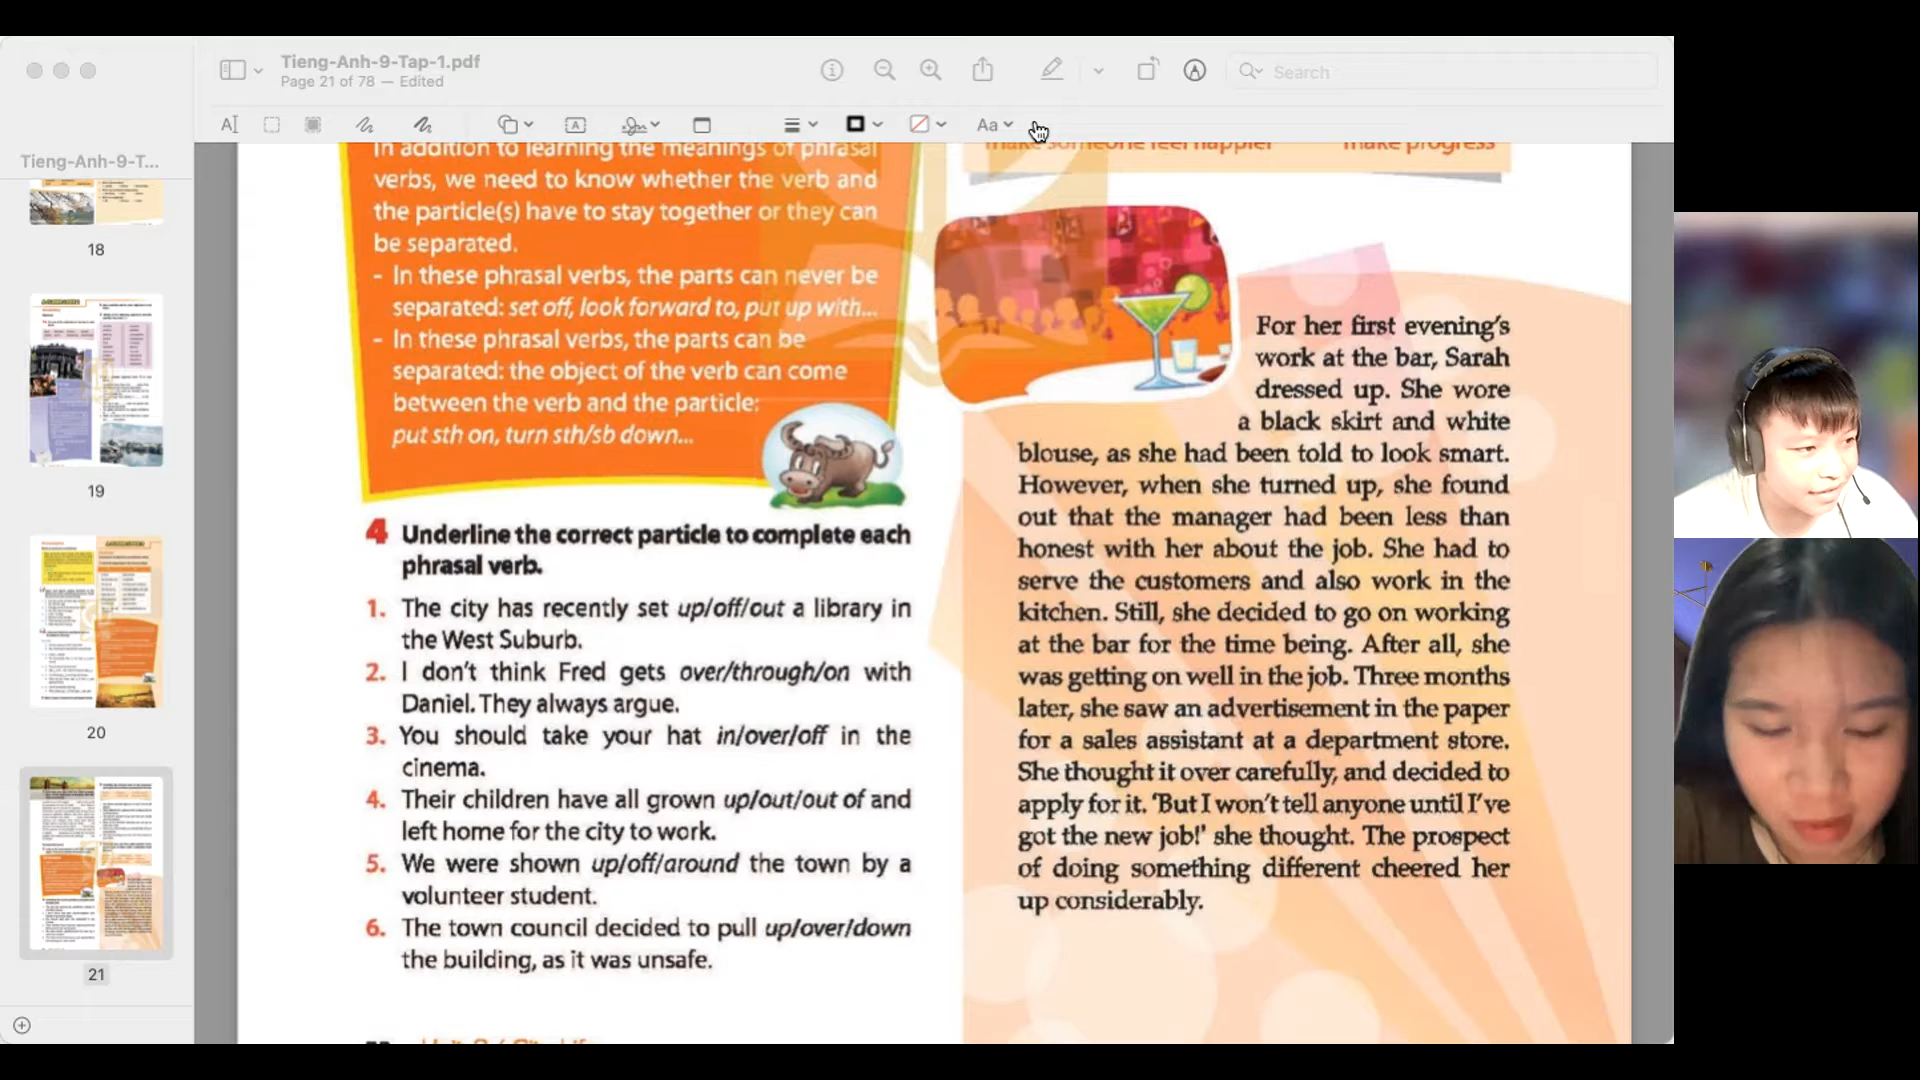 Tieng-Anh-9-Tap-1.pdf
Page 21 of 78 — Edited
Search
Aa
Tieng-Anh-9-T...
18
19
20
21
In addition to learning the meanings of phrasal
verbs, we need to know whether the verb and
the particle(s) have to stay together or they can
be separated.
- In these phrasal verbs, the parts can never be
separated: set off, look forward to, put up with...
- In these phrasal verbs, the parts can be
separated: the object of the verb can come
between the verb and the particle:
put sth on, turn sth/sb down...
4 Underline the correct particle to complete each
phrasal verb.
1. The city has recently set up/off/out a library in
the West Suburb.
2. I don't think Fred gets over/through/on with
Daniel. They always argue.
3. You should take your hat in/over/off in the
cinema.
4. Their children have all grown up/out/out of and
left home for the city to work.
5. We were shown up/off/around the town by a
volunteer student.
6. The town council decided to pull up/over/down
the building, as it was unsafe.
make someone feel happier make progress
For her first evening's
work at the bar, Sarah
dressed up. She wore
a black skirt and white
blouse, as she had been told to look smart.
However, when she turned up, she found
out that the manager had been less than
honest with her about the job. She had to
serve the customers and also work in the
kitchen. Still, she decided to go on working
at the bar for the time being. After all, she
was getting on well in the job. Three months
later, she saw an advertisement in the paper
for a sales assistant at a department store.
She thought it over carefully, and decided to
apply for it. 'But I won't tell anyone until I've
got the new job!' she thought. The prospect
of doing something different cheered her
up considerably.